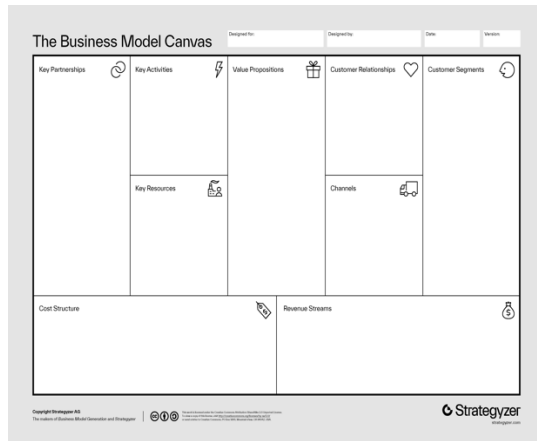 The Business Model Canvas
Designed for:
Designed by:
Date:
Version:
Key Partnerships
Key Activities
Value Propositions
Customer Relationships
Customer Segments
Key Resources
Channels
Cost Structure
Revenue Streams
Copyright Strategyzer AG
The makers of Business Model Generation and Strategyzer
Strategyzer
strategyzer.com